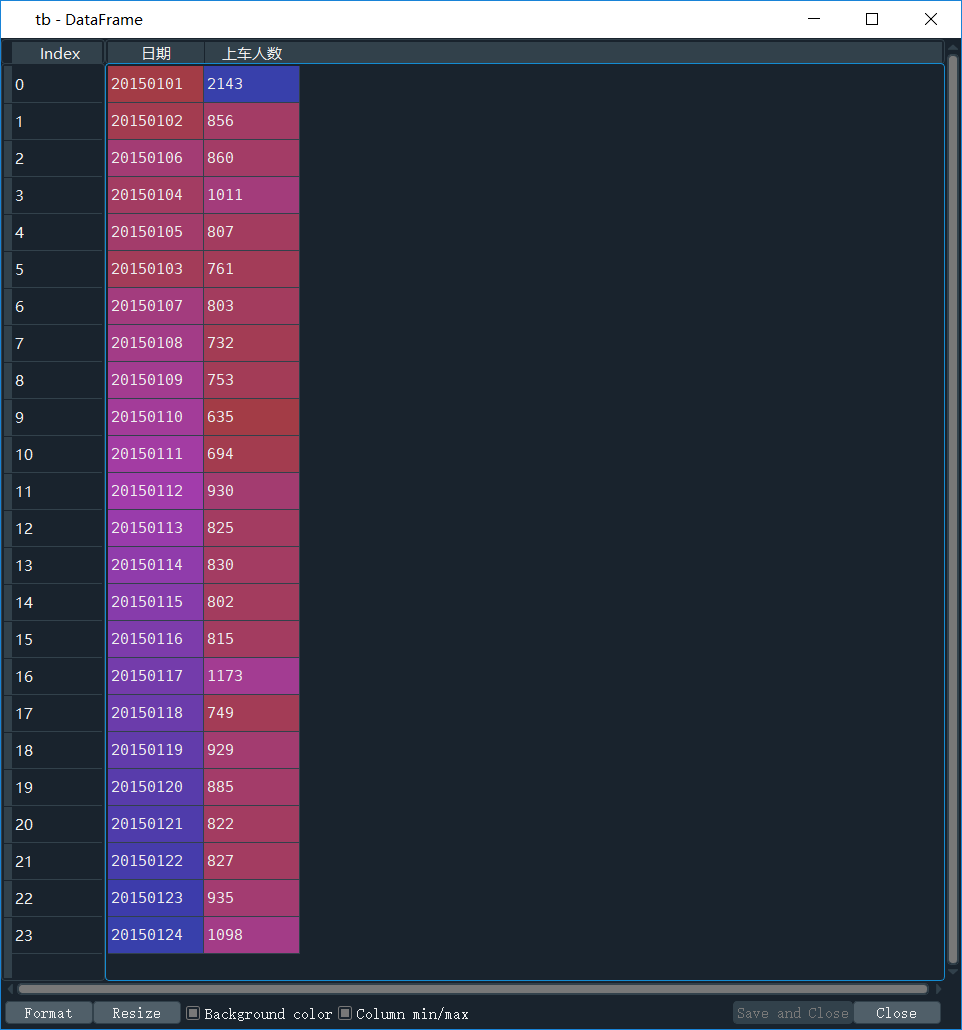 tb - DataFrame
Index 日期 上车人数
0 20150101 2143
1 20150102 856
2 20150106 860
3 20150104 1011
4 20150105 807
5 20150103 761
6 20150107 803
7 20150108 732
8 20150109 753
9 20150110 635
10 20150111 694
11 20150112 930
12 20150113 825
13 20150114 830
14 20150115 802
15 20150116 815
16 20150117 1173
17 20150118 749
18 20150119 929
19 20150120 885
20 20150121 822
21 20150122 827
22 20150123 935
23 20150124 1098
Format Resize Background color Column min/max Save and Close Close